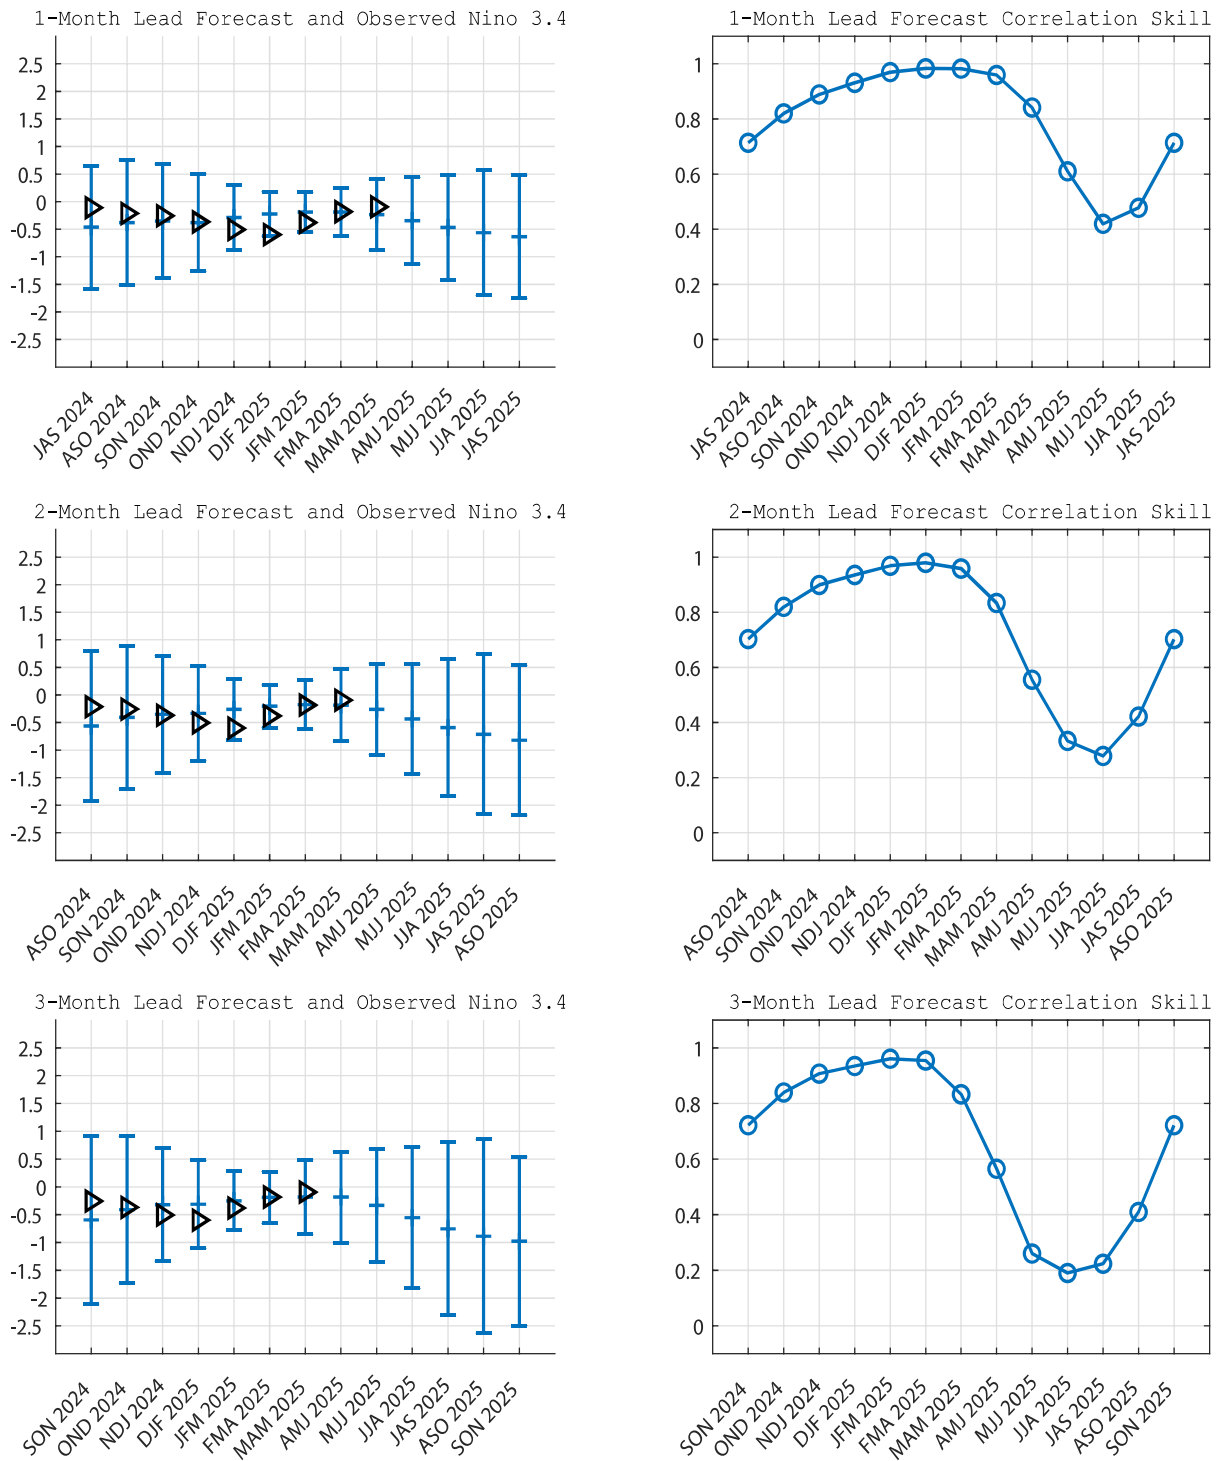 1-Month Lead Forecast and Observed Nino 3.4
2.5
2
1.5
1
0.5
0
-0.5
-1
-1.5
-2
-2.5
JAS 2024
ASO 2024
SON 2024
OND 2024
NDJ 2024
DJF 2025
JFM 2025
FMA 2025
MAM 2025
AMJ 2025
MJJ 2025
JJA 2025
JAS 2025
1-Month Lead Forecast Correlation Skill
1
0.8
0.6
0.4
0.2
0
JAS 2024
ASO 2024
SON 2024
OND 2024
NDJ 2024
DJF 2025
JFM 2025
FMA 2025
MAM 2025
AMJ 2025
MJJ 2025
JJA 2025
JAS 2025
2-Month Lead Forecast and Observed Nino 3.4
2.5
2
1.5
1
0.5
0
-0.5
-1
-1.5
-2
-2.5
ASO 2024
SON 2024
OND 2024
NDJ 2024
DJF 2025
JFM 2025
FMA 2025
MAM 2025
AMJ 2025
MJJ 2025
JJA 2025
JAS 2025
ASO 2025
2-Month Lead Forecast Correlation Skill
1
0.8
0.6
0.4
0.2
0
ASO 2024
SON 2024
OND 2024
NDJ 2024
DJF 2025
JFM 2025
FMA 2025
MAM 2025
AMJ 2025
MJJ 2025
JJA 2025
JAS 2025
ASO 2025
3-Month Lead Forecast and Observed Nino 3.4
2.5
2
1.5
1
0.5
0
-0.5
-1
-1.5
-2
-2.5
SON 2024
OND 2024
NDJ 2024
DJF 2025
JFM 2025
FMA 2025
MAM 2025
AMJ 2025
MJJ 2025
JJA 2025
JAS 2025
ASO 2025
SON 2025
3-Month Lead Forecast Correlation Skill
1
0.8
0.6
0.4
0.2
0
SON 2024
OND 2024
NDJ 2024
DJF 2025
JFM 2025
FMA 2025
MAM 2025
AMJ 2025
MJJ 2025
JJA 2025
JAS 2025
ASO 2025
SON 2025